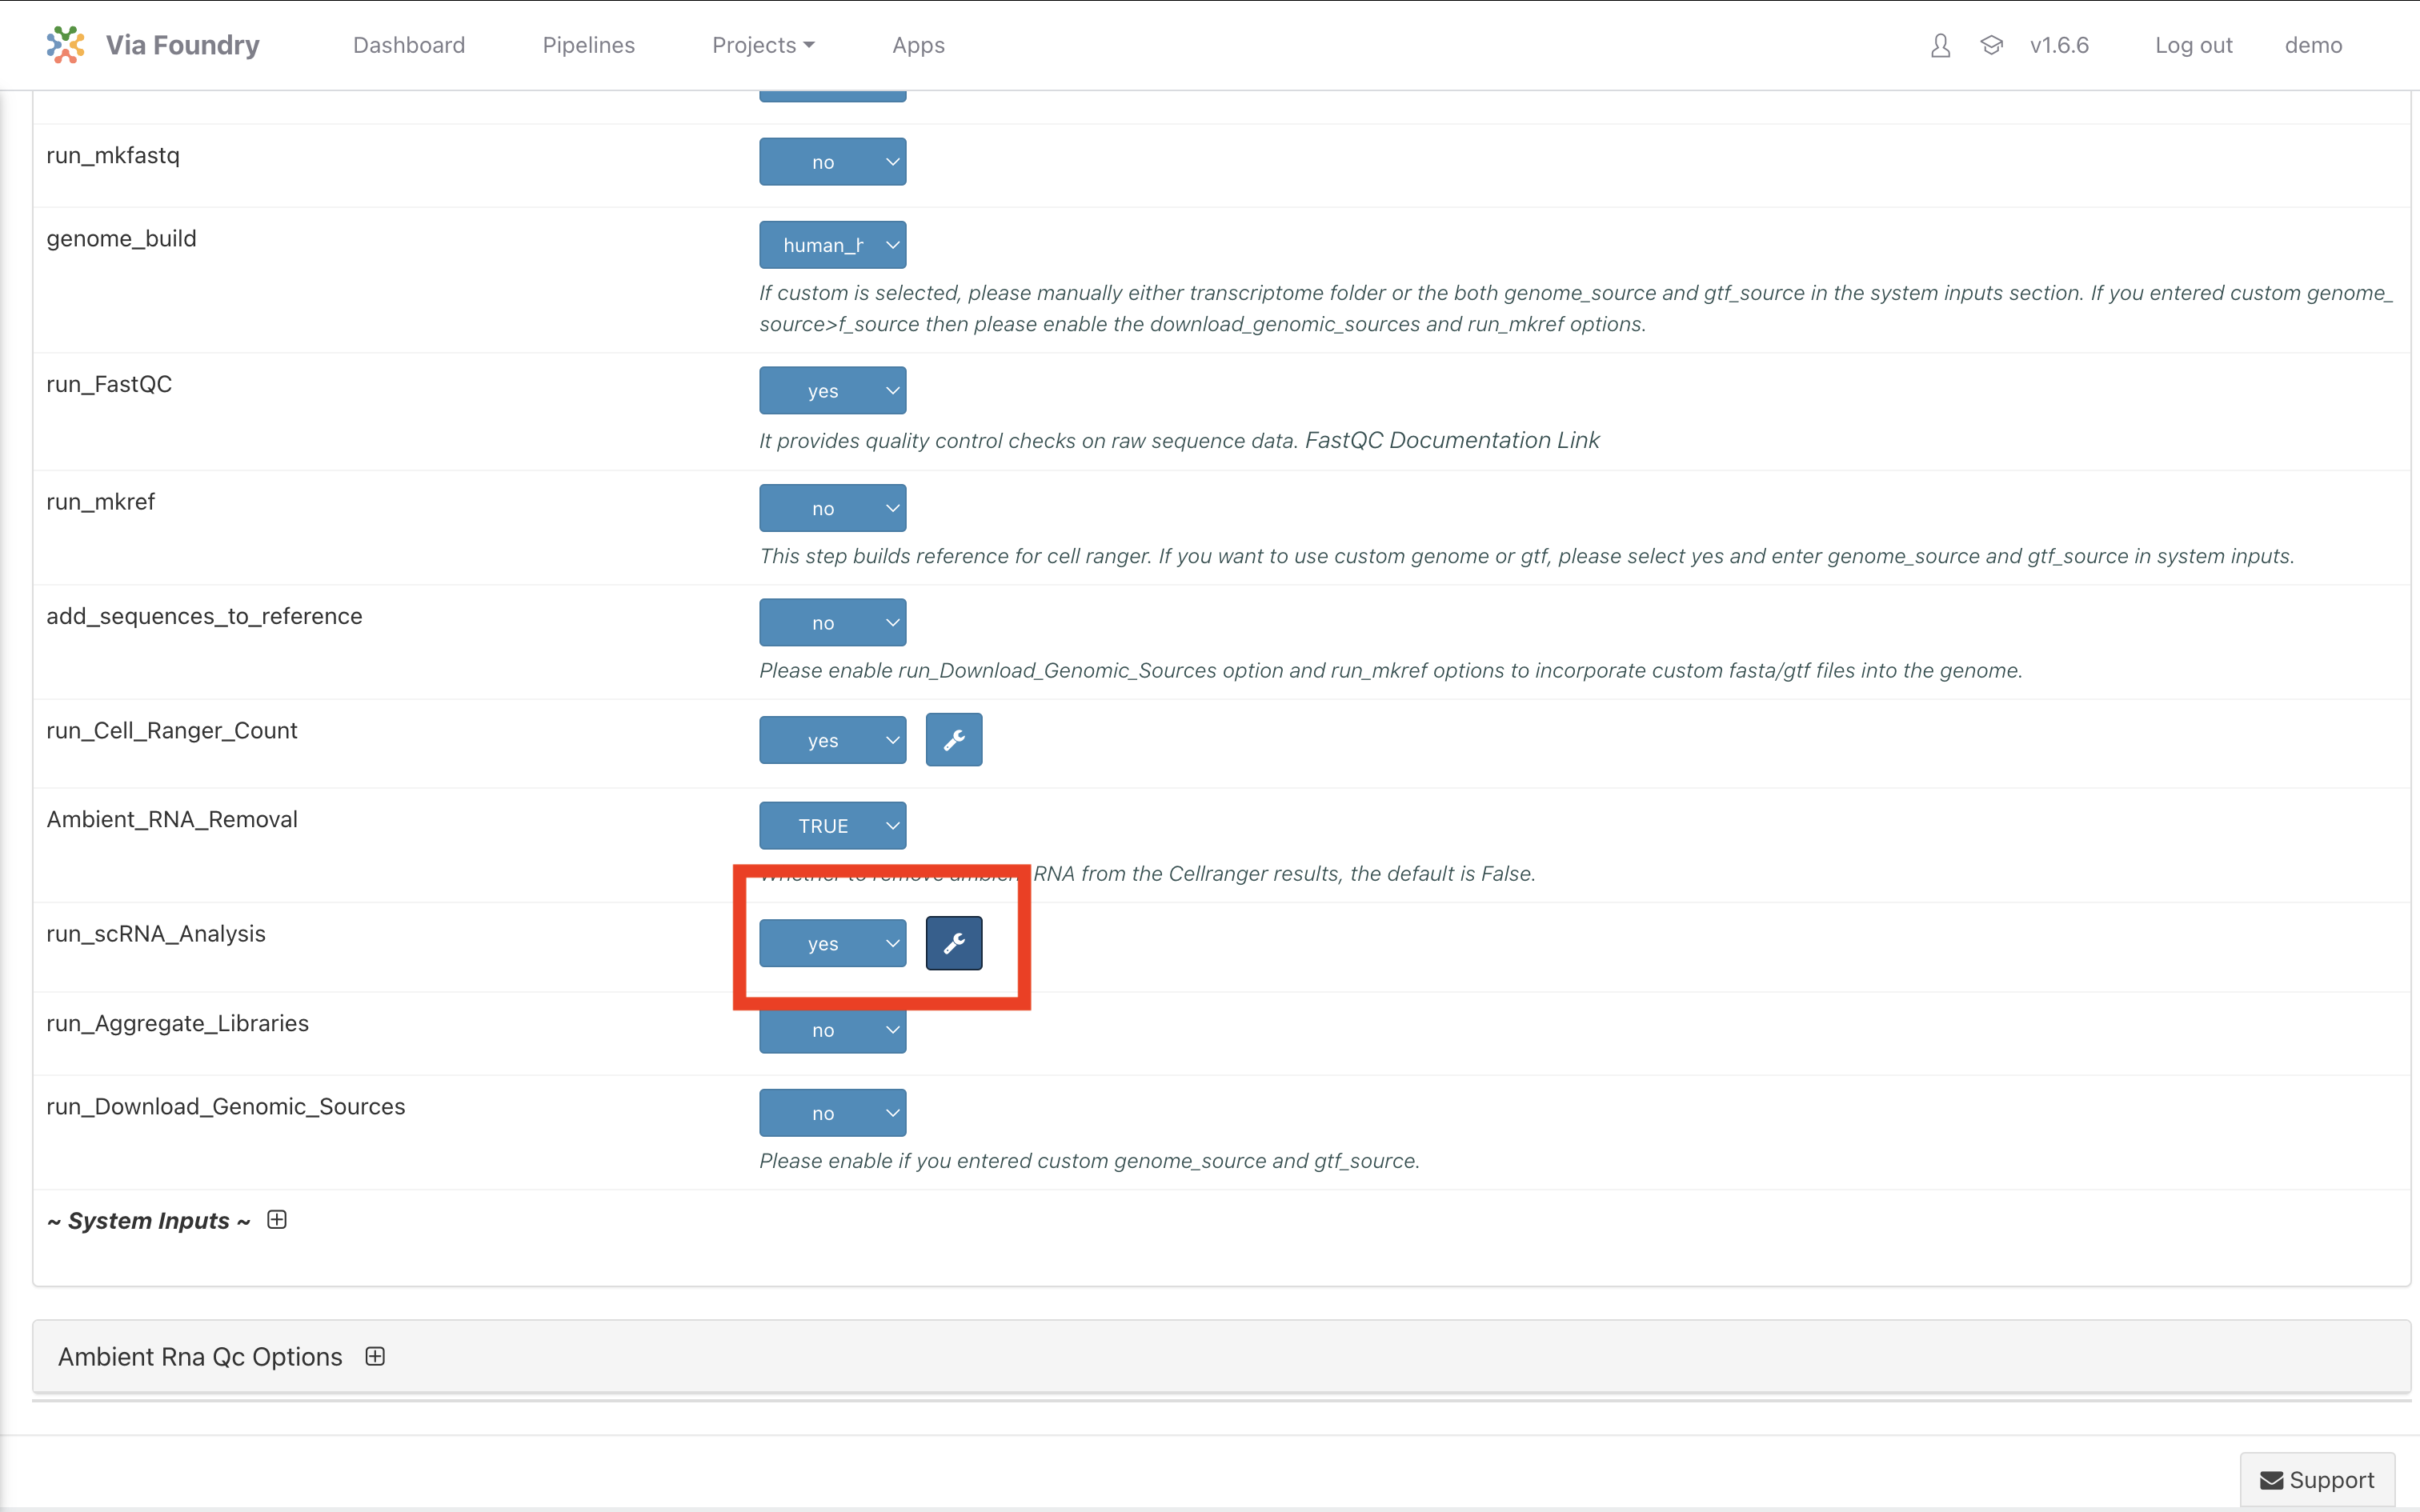 Via Foundry
Dashboard
Pipelines
Projects
Apps
v1.6.6
Log out
demo
run_mkfastq
no
genome_build
human_h
If custom is selected, please manually either transcriptome folder or the both genome_source and gtf_source in the system inputs section. If you entered custom genome_
source>f_source then please enable the download_genomic_sources and run_mkref options.
run_FastQC
yes
It provides quality control checks on raw sequence data. FastQC Documentation Link
run_mkref
no
This step builds reference for cell ranger. If you want to use custom genome or gtf, please select yes and enter genome_source and gtf_source in system inputs.
add_sequences_to_reference
no
Please enable run_Download_Genomic_Sources option and run_mkref options to incorporate custom fasta/gtf files into the genome.
run_Cell_Ranger_Count
yes
Ambient_RNA_Removal
TRUE
Whether to remove ambient RNA from the Cellranger results, the default is False.
run_scRNA_Analysis
yes
run_Aggregate_Libraries
no
run_Download_Genomic_Sources
no
Please enable if you entered custom genome_source and gtf_source.
~ System Inputs ~
Ambient Rna Qc Options
Support